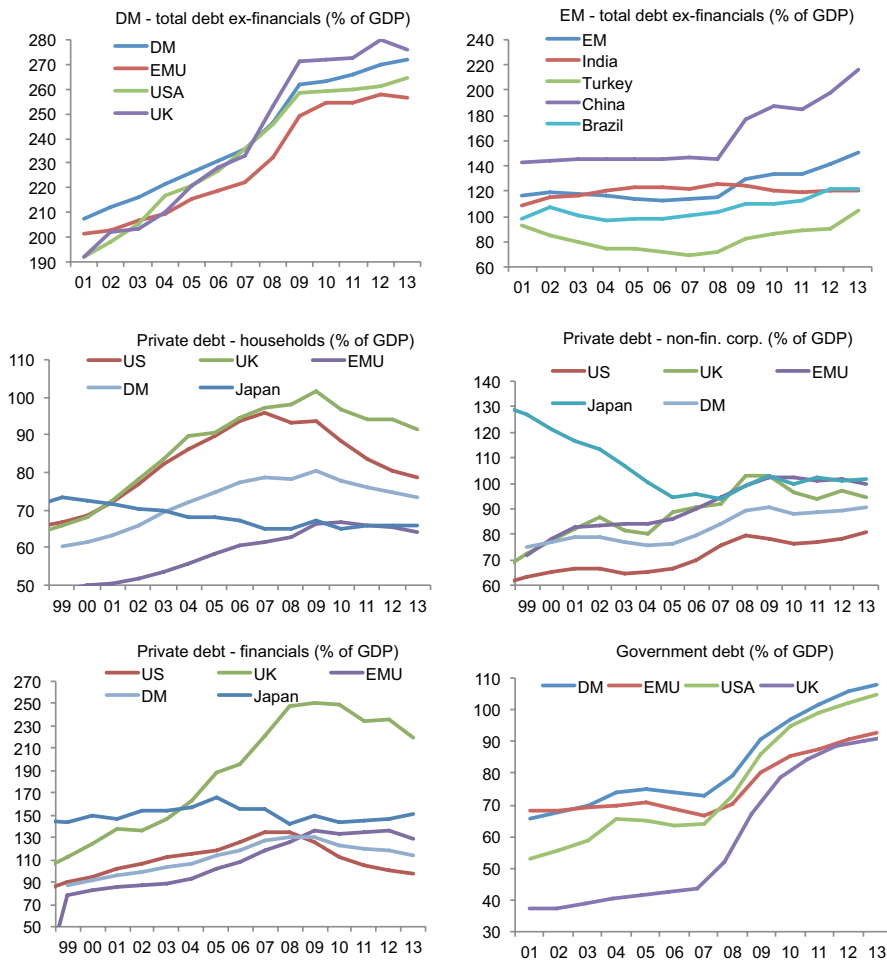 DM - total debt ex-financials (% of GDP)
280
270
260
250
240
230
220
210
200
190
DM
EMU
USA
UK
01 02 03 04 05 06 07 08 09 10 11 12 13
EM - total debt ex-financials (% of GDP)
240
220
200
180
160
140
120
100
80
60
EM
India
Turkey
China
Brazil
01 02 03 04 05 06 07 08 09 10 11 12 13
Private debt - households (% of GDP)
US UK EMU
DM Japan
110
100
90
80
70
60
50
99 00 01 02 03 04 05 06 07 08 09 10 11 12 13
Private debt - non-fin. corp. (% of GDP)
US UK EMU
Japan DM
140
130
120
110
100
90
80
70
60
99 00 01 02 03 04 05 06 07 08 09 10 11 12 13
Private debt - financials (% of GDP)
US UK EMU
DM Japan
270
250
230
210
190
170
150
130
110
90
70
50
99 00 01 02 03 04 05 06 07 08 09 10 11 12 13
Government debt (% of GDP)
DM EMU USA UK
110
100
90
80
70
60
50
40
30
01 02 03 04 05 06 07 08 09 10 11 12 13